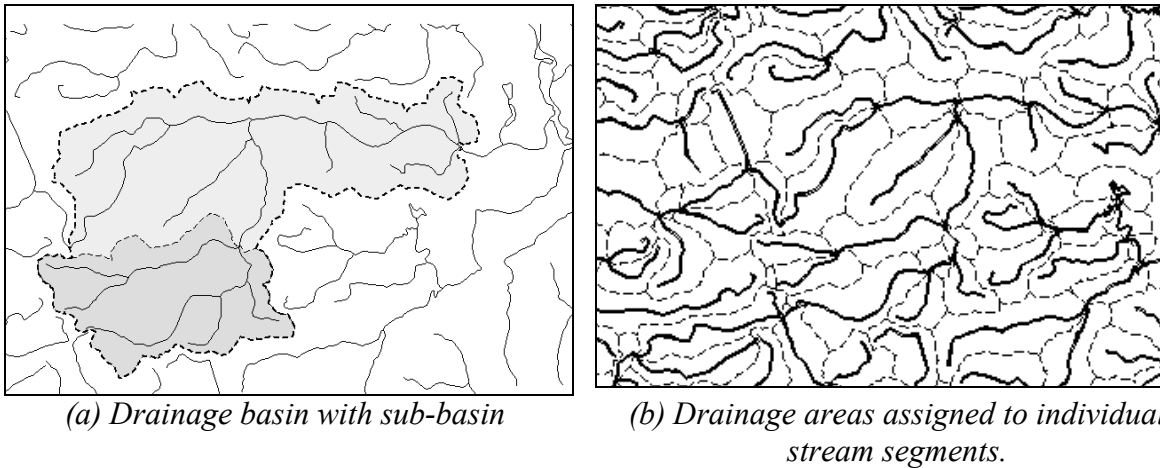 (a) Drainage basin with sub-basin
(b) Drainage areas assigned to individual
stream segments.